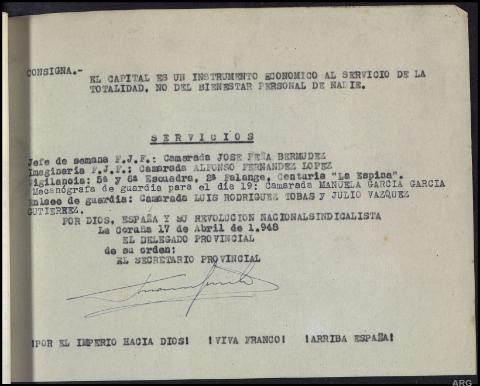 CONSIGNA.-
EL CAPITAL ES UN INSTRUMENTO ECONOMICO AL SERVICIO DE LA
TOTALIDAD, NO DEL BIENESTAR PERSONAL DE NADIE.
SERVICIOS
Jefe de semana F.J.F.: Camarada JOSE PEÑA BERMUDEZ
Imaginaria F.J.F.: Camarada ALFONSO FERNANDEZ LOPEZ
Vigilancia: 5ª y 6ª Escuadra, 2ª Falange, Centuria "La Espina".
Mecanógrafa de guardia para el día 19: Camarada MANUELA GARCIA GARCIA
Enlace de guardia: Camarada LUIS RODRIGUEZ TOBAS y JULIO VAZQUEZ
GUTIERREZ.
POR DIOS, ESPAÑA Y SU REVOLUCION NACIONALSINDICALISTA
La Coruña 17 de Abril de 1.948
EL DELEGADO PROVINCIAL
de su orden:
EL SECRETARIO PROVINCIAL
¡POR EL IMPERIO HACIA DIOS! ¡VIVA FRANCO! ¡ARRIBA ESPAÑA!
ARG